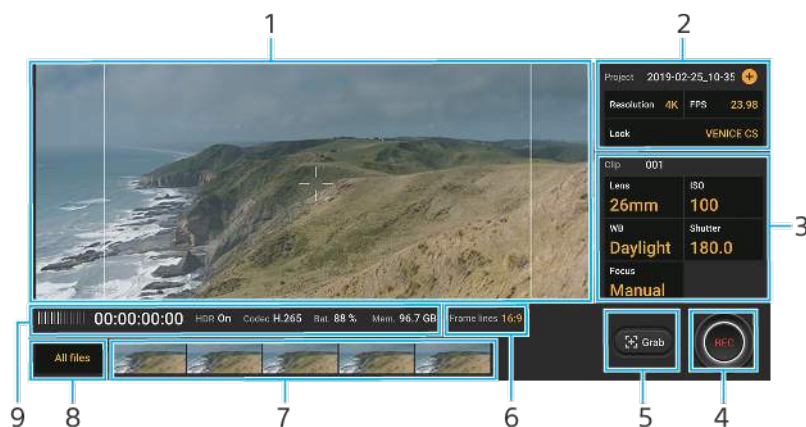 1
2
Project 2019-02-25_10-35
Resolution 4K FPS 23.98
Look VENICE CS
Clip 001
Lens ISO
26mm 100
WB Shutter
Daylight 180.0
Focus
Manual
3
00:00:00:00 HDR On Codec H.265 Bat. 88 % Mem. 96.7 GB Frame lines 16:9
Grab REC
All files
9 8 7 6 5 4